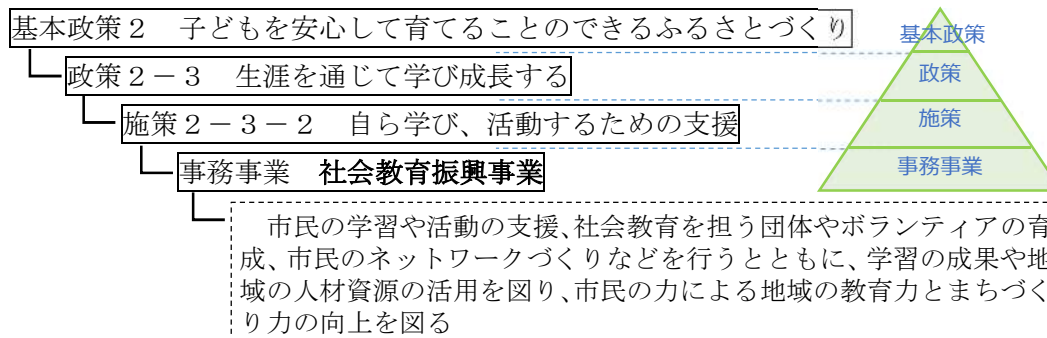 基本政策２　子どもを安心して育てることのできるふるさとづくり
政策２－３　生涯を通じて学び成長する
施策２－３－２　自ら学び、活動するための支援
事務事業　社会教育振興事業
市民の学習や活動の支援、社会教育を担う団体やボランティアの育
成、市民のネットワークづくりなどを行うとともに、学習の成果や地
域の人材資源の活用を図り、市民の力による地域の教育力とまちづく
り力の向上を図る
基本政策
政策
施策
事務事業